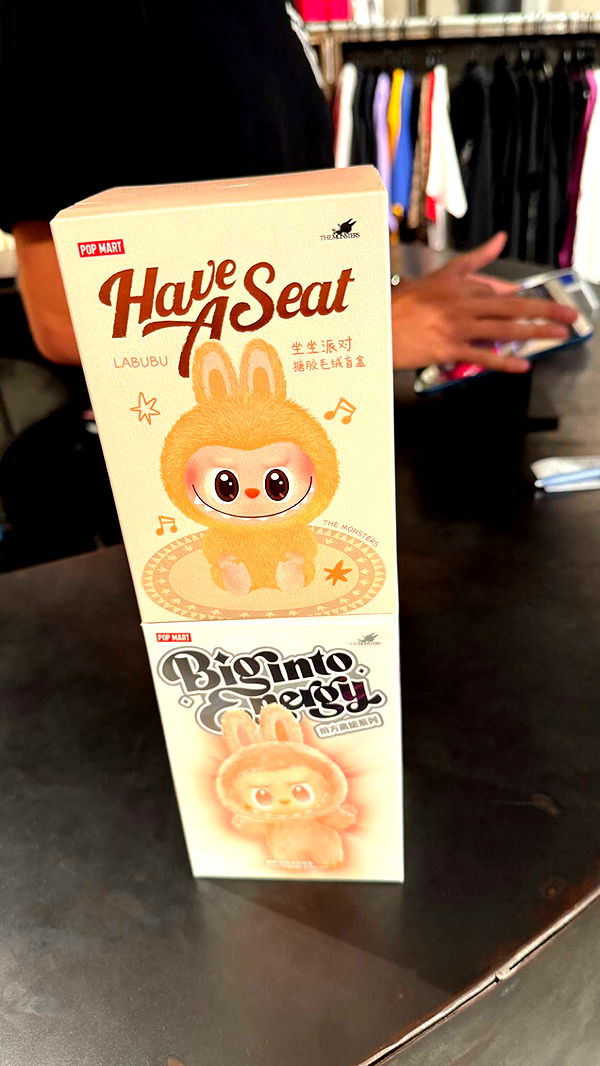 POP MART
THE MONSTERS
Have
A Seat
LABUBU
坐坐派对
搪胶毛绒盲盒
THE MONSTERS
POP MART
THE MONSTERS
Big into
Energy
前方高能系列